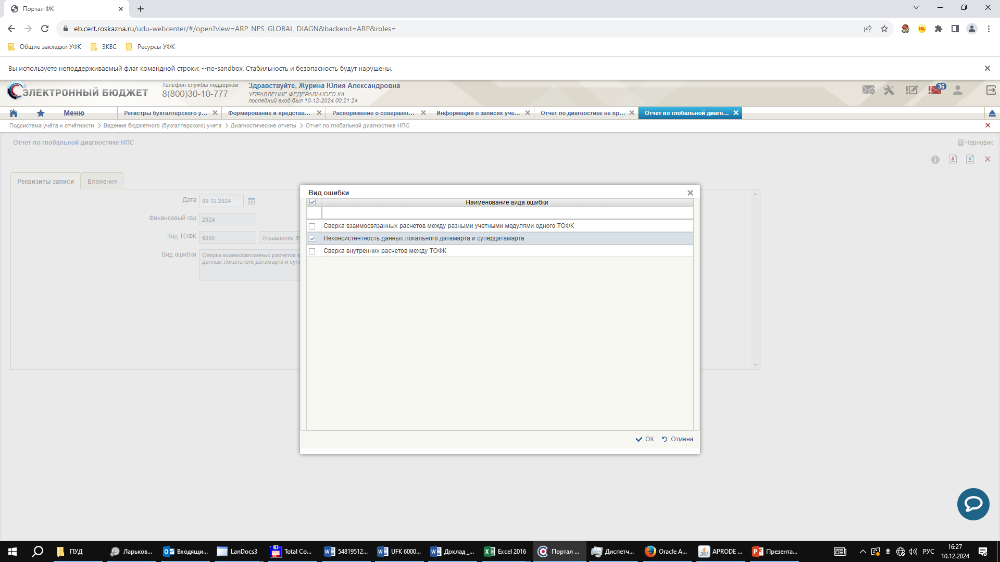 Портал ФК
eb.cert.roskazna.ru/udu-webcenter/#/open?view=ARP_NPS_GLOBAL_DIAGN&backend=ARP&roles=
Общие закладки УФК ЗКВС Ресурсы УФК
Вы используете неподдерживаемый флаг командной строки: --no-sandbox. Стабильность и безопасность будут нарушены.
ЭЛЕКТРОННЫЙ БЮДЖЕТ
Телефон службы поддержки
8(800)30-10-777
Здравствуйте, Журина Юлия Александровна
УПРАВЛЕНИЕ ФЕДЕРАЛЬНОГО КА...
последний вход был 10-12-2024 00:21:24
36
Меню Регистры бухгалтерского у... Формирование и представ... Распоряжение о совершен... Информация о записях уче... Отчет по диагностике не пр... Отчет по глобальной диагн...
Подсистема учёта и отчётности > Ведение бюджетного (бухгалтерского) учета > Диагностические отчеты > Отчет по глобальной диагностике НПС
Отчет по глобальной диагностике НПС
Черновик
Реквизиты записи Вложения
Дата 09.12.2024
Финансовый год 2024
Код ТОФК 6000 Управление Ф
Вид ошибки Сверка взаимосвязанных расчетов
данных локального датамарта и
Вид ошибки
Наименование вида ошибки
Сверка взаимосвязанных расчетов между разными учетными модулями одного ТОФК
Неконсистентность данных локального датамарта и супердатамарта
Сверка внутренних расчетов между ТОФК
ОК Отмена
ПУД Ларьков... Входящи... LanDocs3 Total Co... 54819512... UFK 6000... Доклад _... Excel 2016 Портал ... Диспетч... Oracle A... APRODE ... Презента... РУС
16:27
10.12.2024